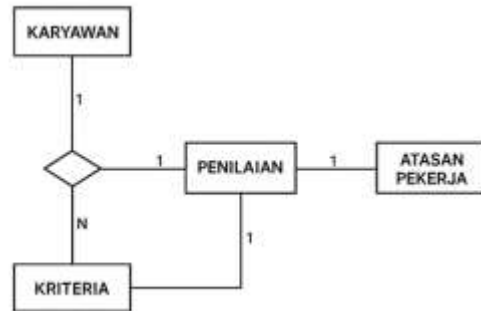 KARYAWAN
1
1
PENILAIAN
1
ATASAN
PEKERJA
N
1
KRITERIA